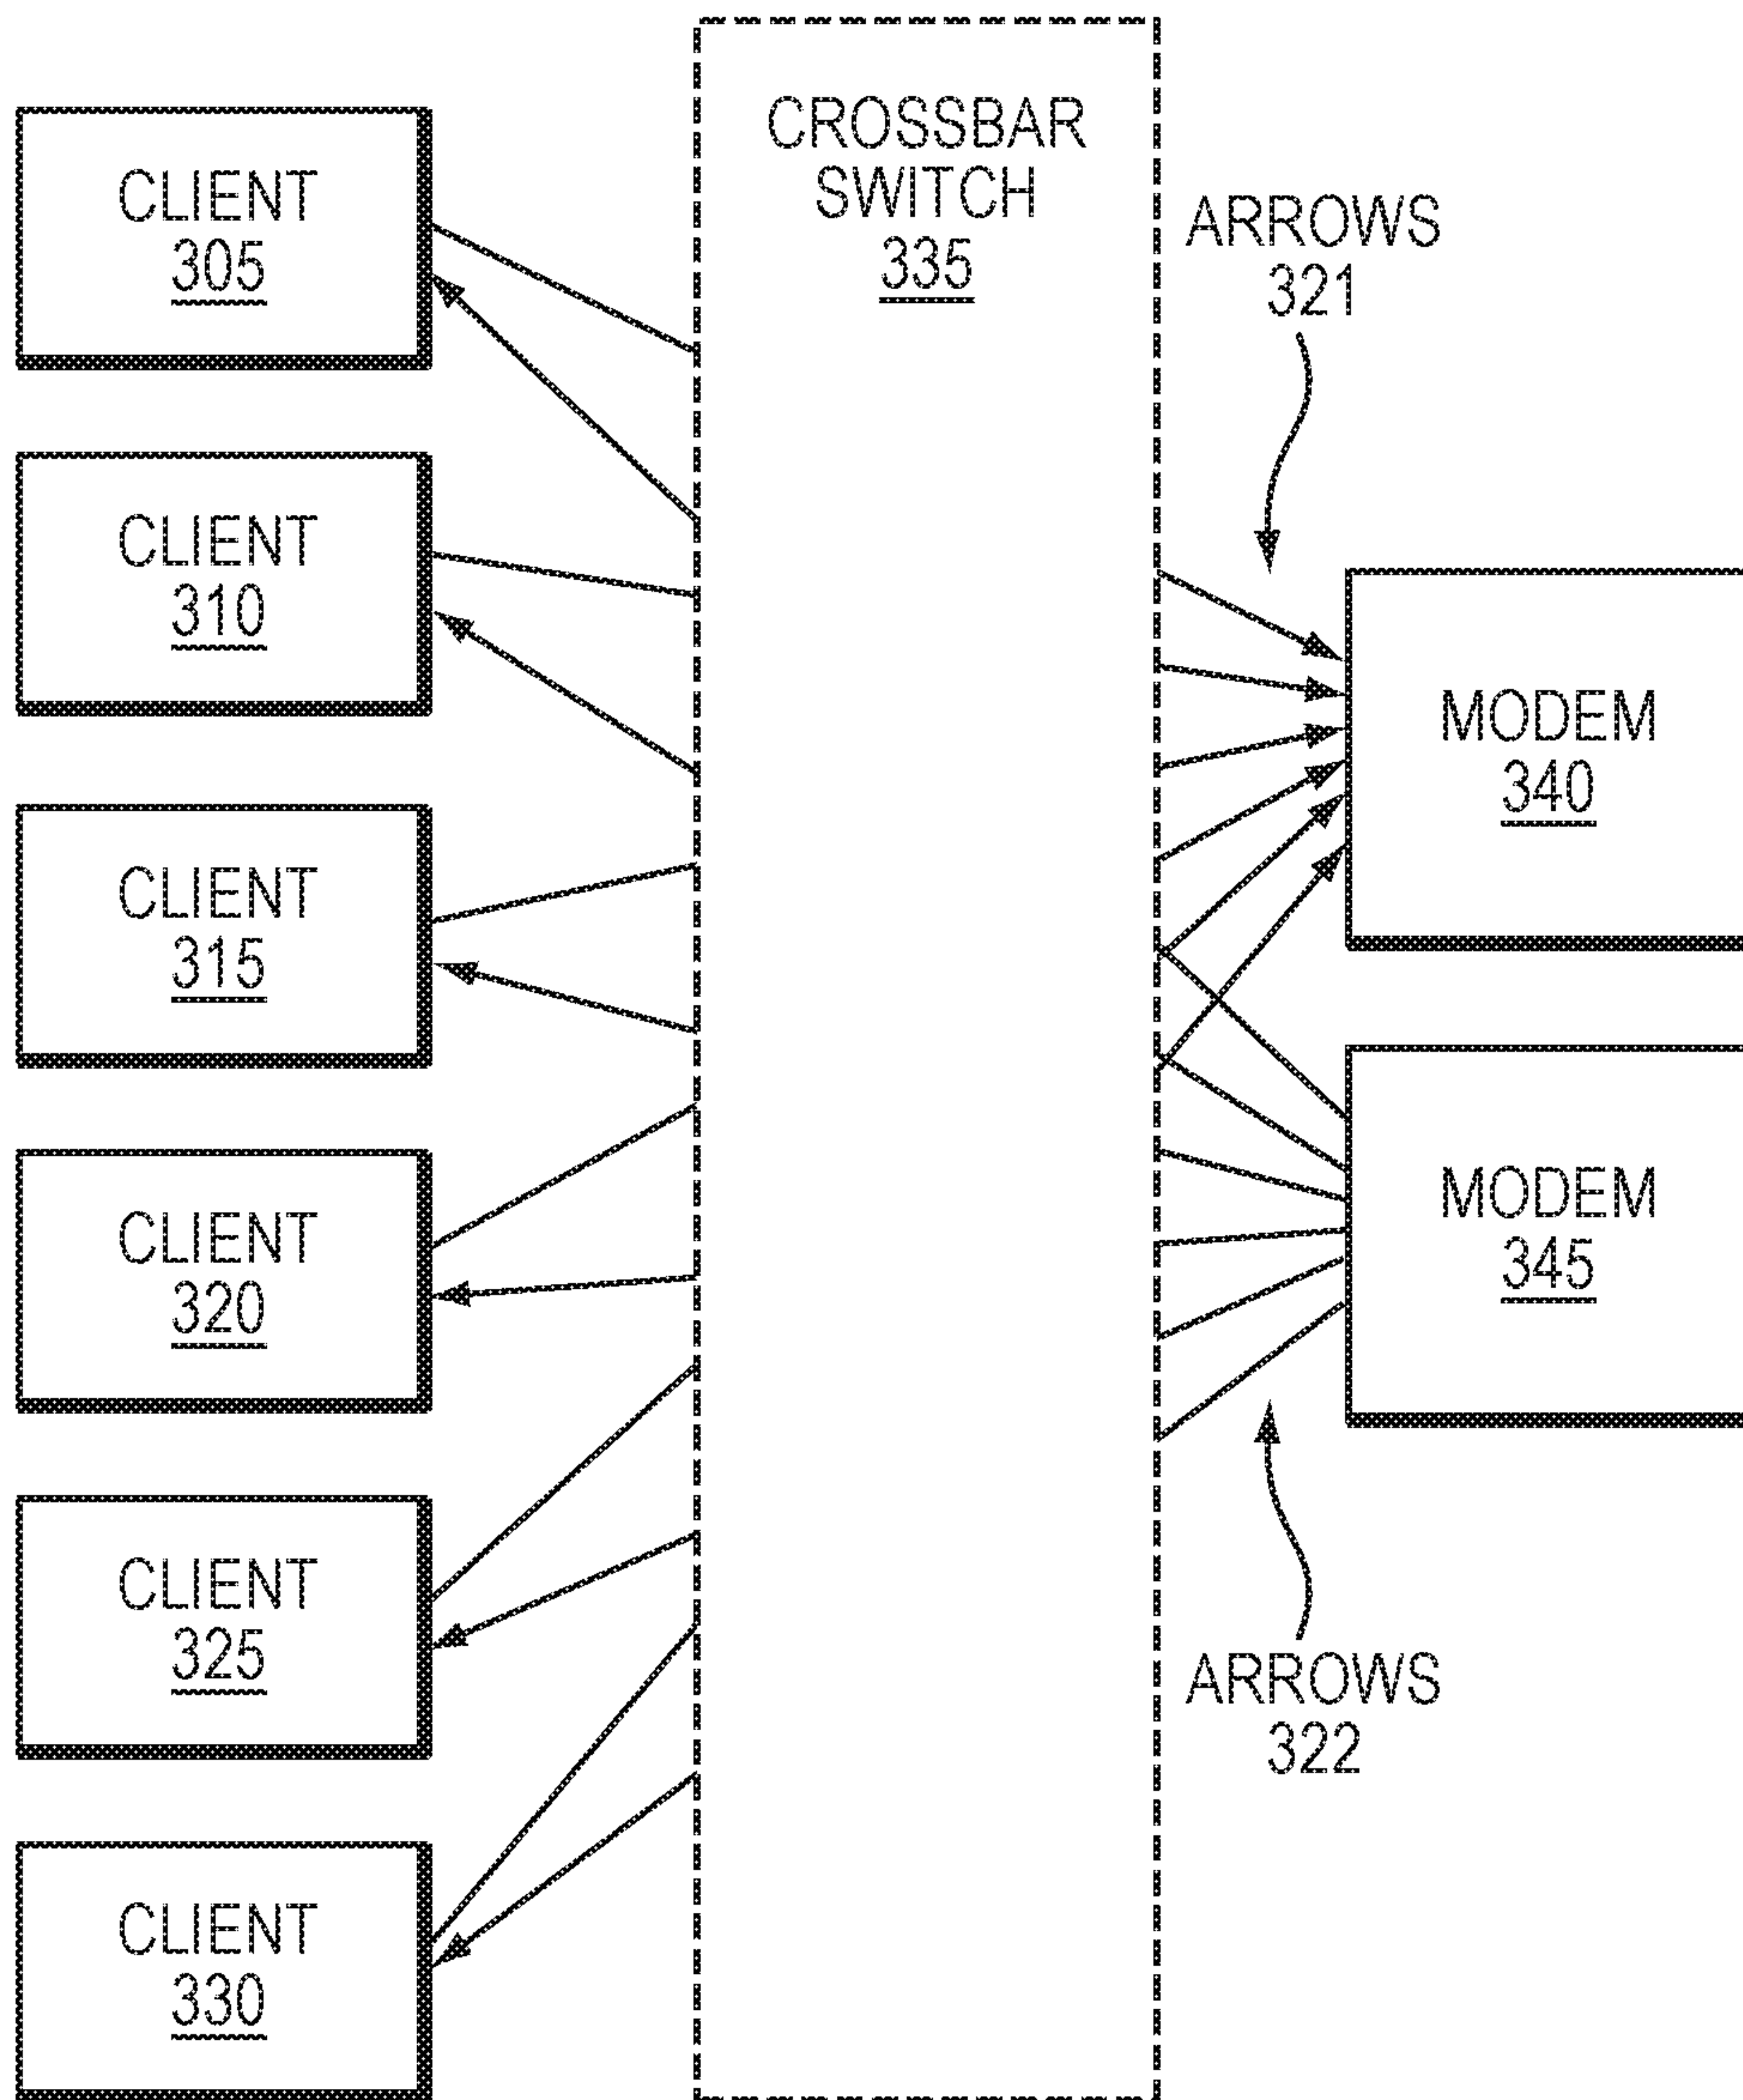 CROSSBAR
SWITCH
335
CLIENT
305
CLIENT
310
CLIENT
315
CLIENT
320
CLIENT
325
CLIENT
330
ARROWS
321
MODEM
340
MODEM
345
ARROWS
322